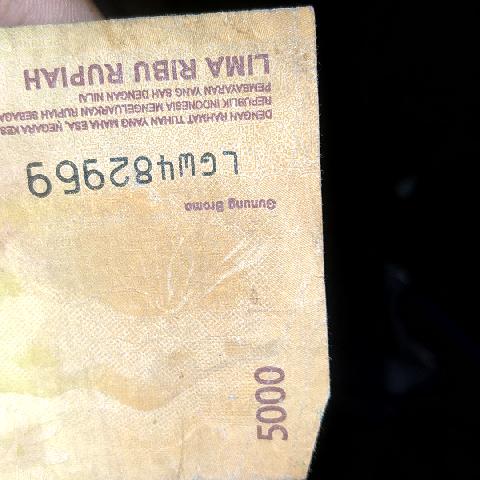 5000
Gunung Bromo
LGW482969
DENGAN RAHMAT TUHAN YANG MAHA ESA, NEGARA KES
REPUBLIK INDONESIA MENGELUARKAN RUPIAH SEBAGA
PEMBAYARAN YANG SAH DENGAN NILAI
LIMA RIBU RUPIAH